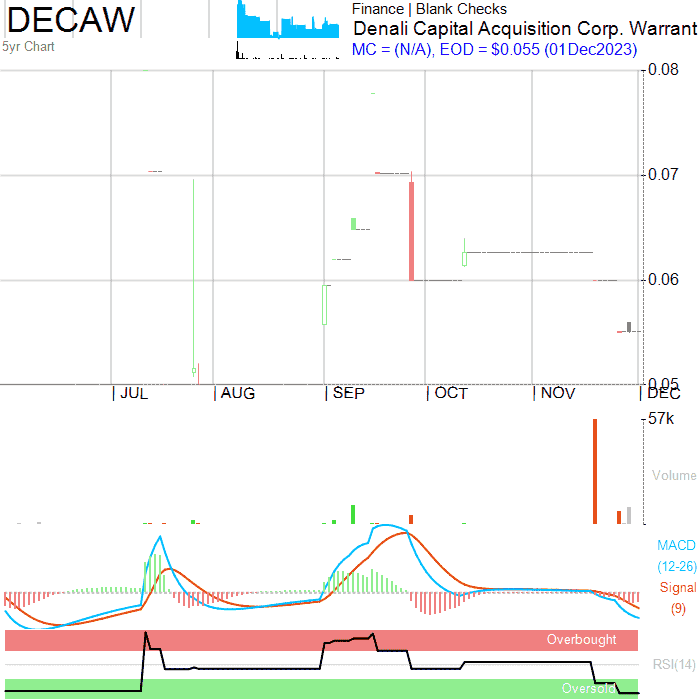 DECAW
5yr Chart
Finance | Blank Checks
Denali Capital Acquisition Corp. Warrant
MC = (N/A), EOD = $0.055 (01Dec2023)
0.08
0.07
0.06
0.05
JUL AUG SEP OCT NOV DEC
57k
Volume
MACD
(12-26)
Signal
(9)
Overbought
RSI(14)
Oversold